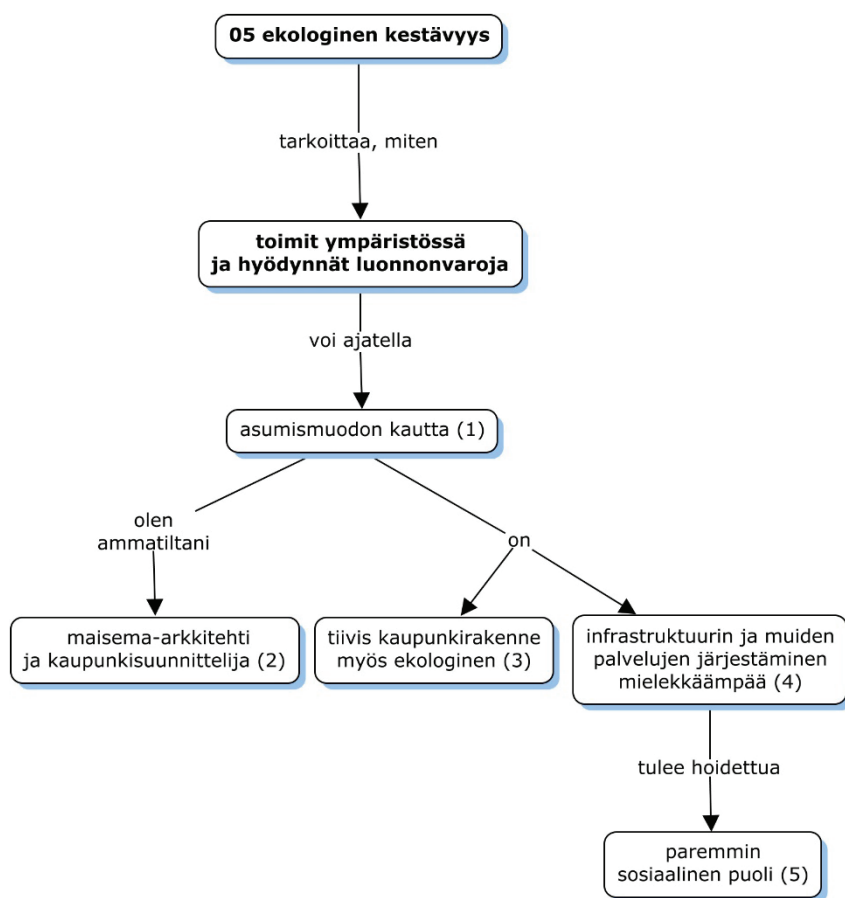 05 ekologinen kestävyys
tarkoittaa, miten
toimit ympäristössä
ja hyödynnät luonnonvaroja
voi ajatella
asumismuodon kautta (1)
olen
ammatiltani
on
maisema-arkkitehti
ja kaupunkisuunnittelija (2)
tiivis kaupunkirakenne
myös ekologinen (3)
infrastruktuurin ja muiden
palvelujen järjestäminen
mielekkäämpää (4)
tulee hoidettua
paremmin
sosiaalinen puoli (5)